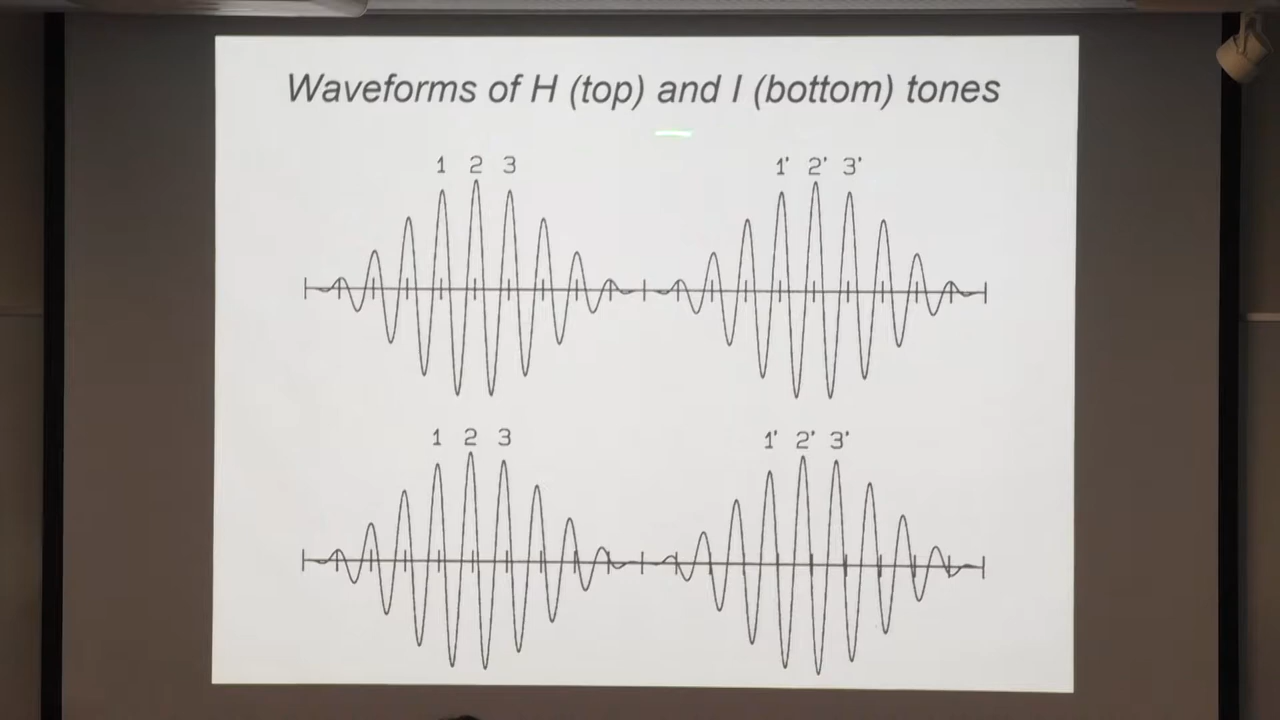 Waveforms of H (top) and I (bottom) tones
1 2 3 1' 2' 3'
1 2 3 1' 2' 3'